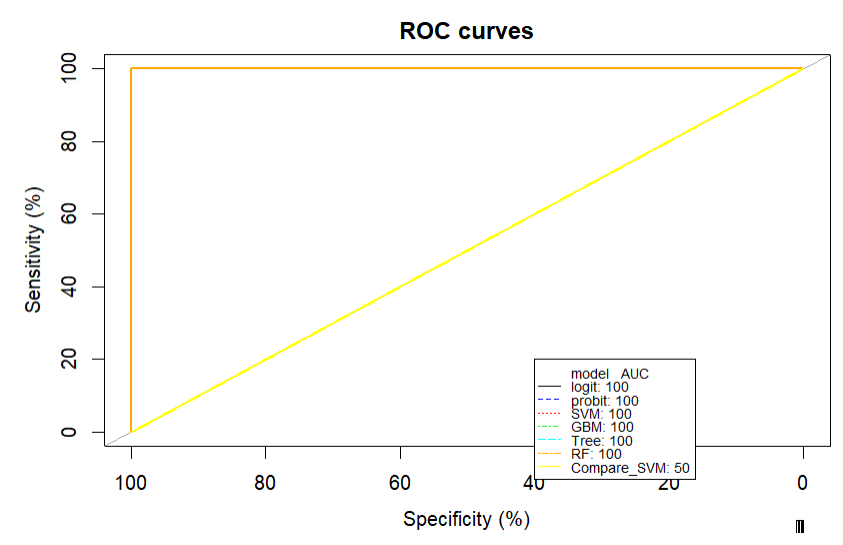 ROC curves
Sensitivity (%)
100
80
60
40
20
0
model AUC
logit: 100
probit: 100
SVM: 100
GBM: 100
Tree: 100
RF: 100
Compare_SVM: 50
100 80 60 40 20 0
Specificity (%)